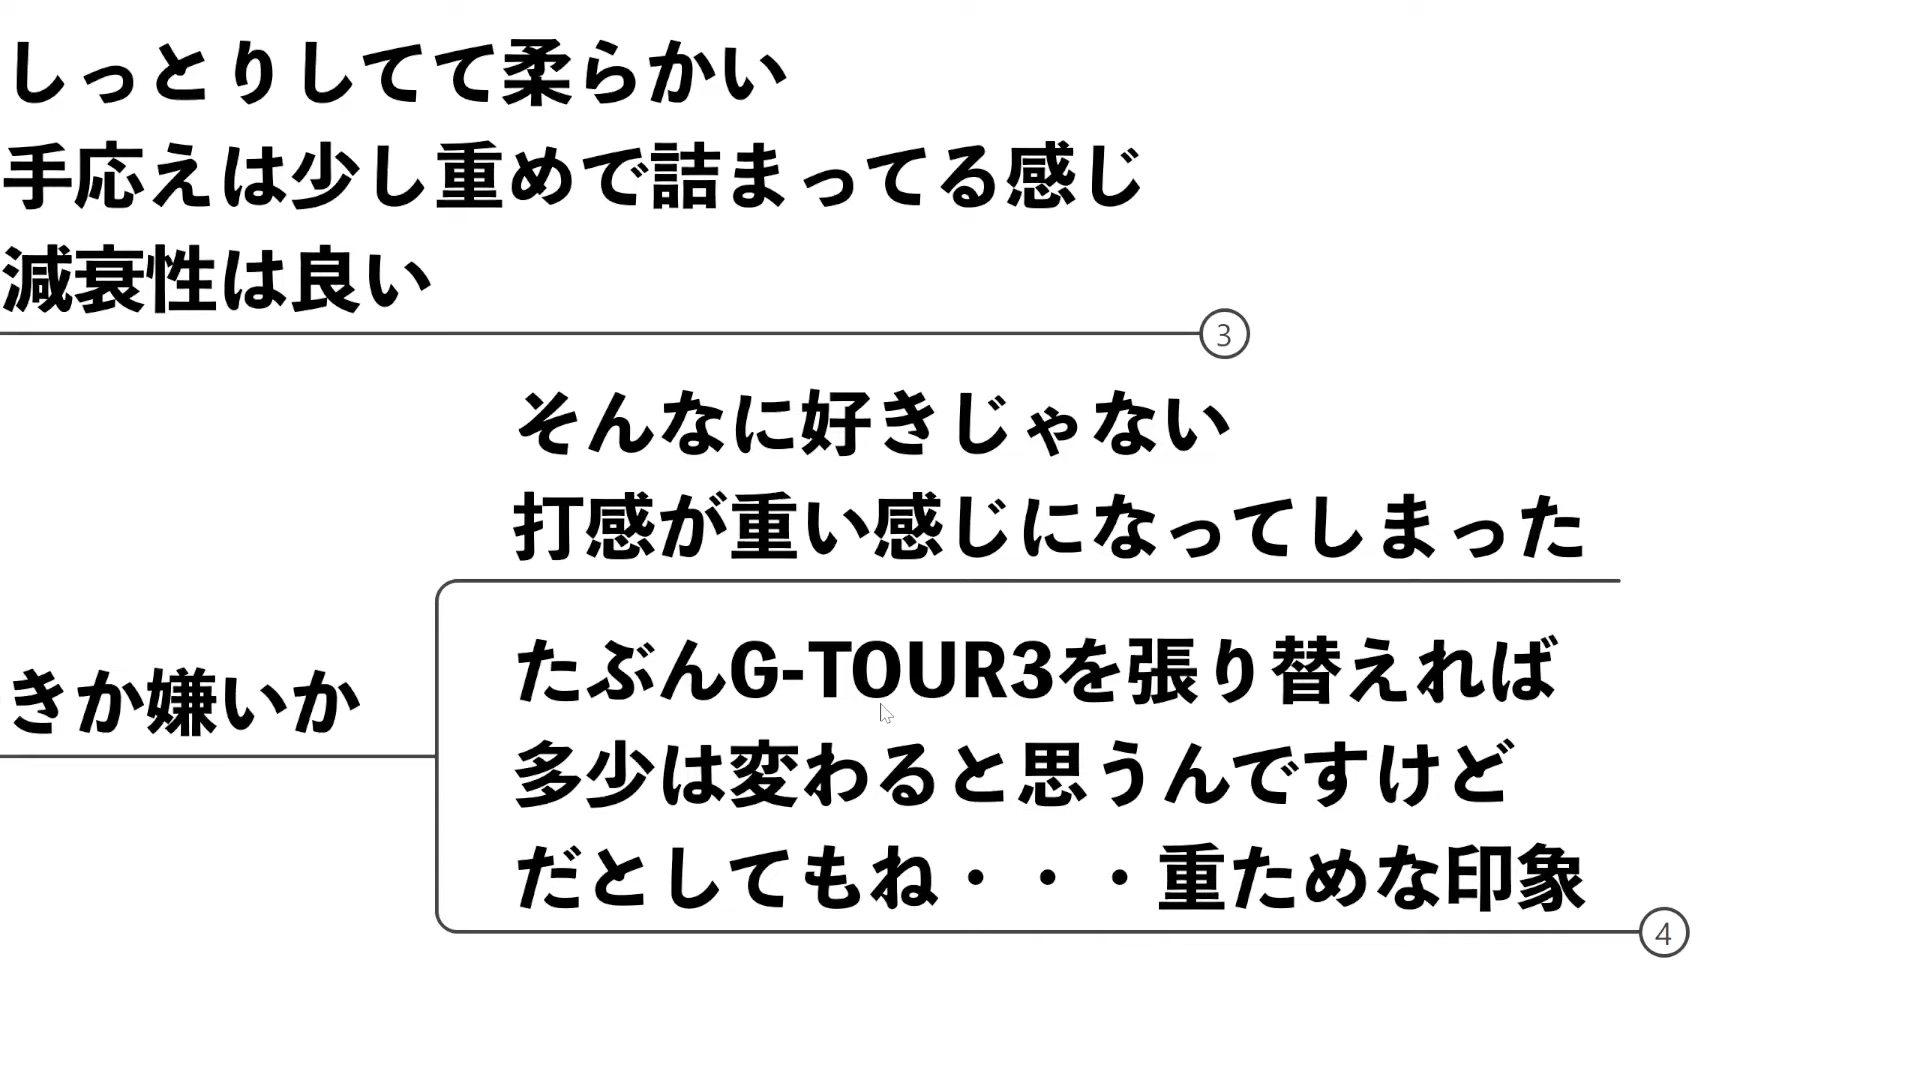 しっとりしてて柔らかい
手応えは少し重めで詰まってる感じ
減衰性は良い
3
そんなに好きじゃない
打感が重い感じになってしまった
きか嫌いか
たぶんG-TOUR3を張り替えれば
多少は変わると思うんですけど
だとしてもね・・・重ためな印象
4